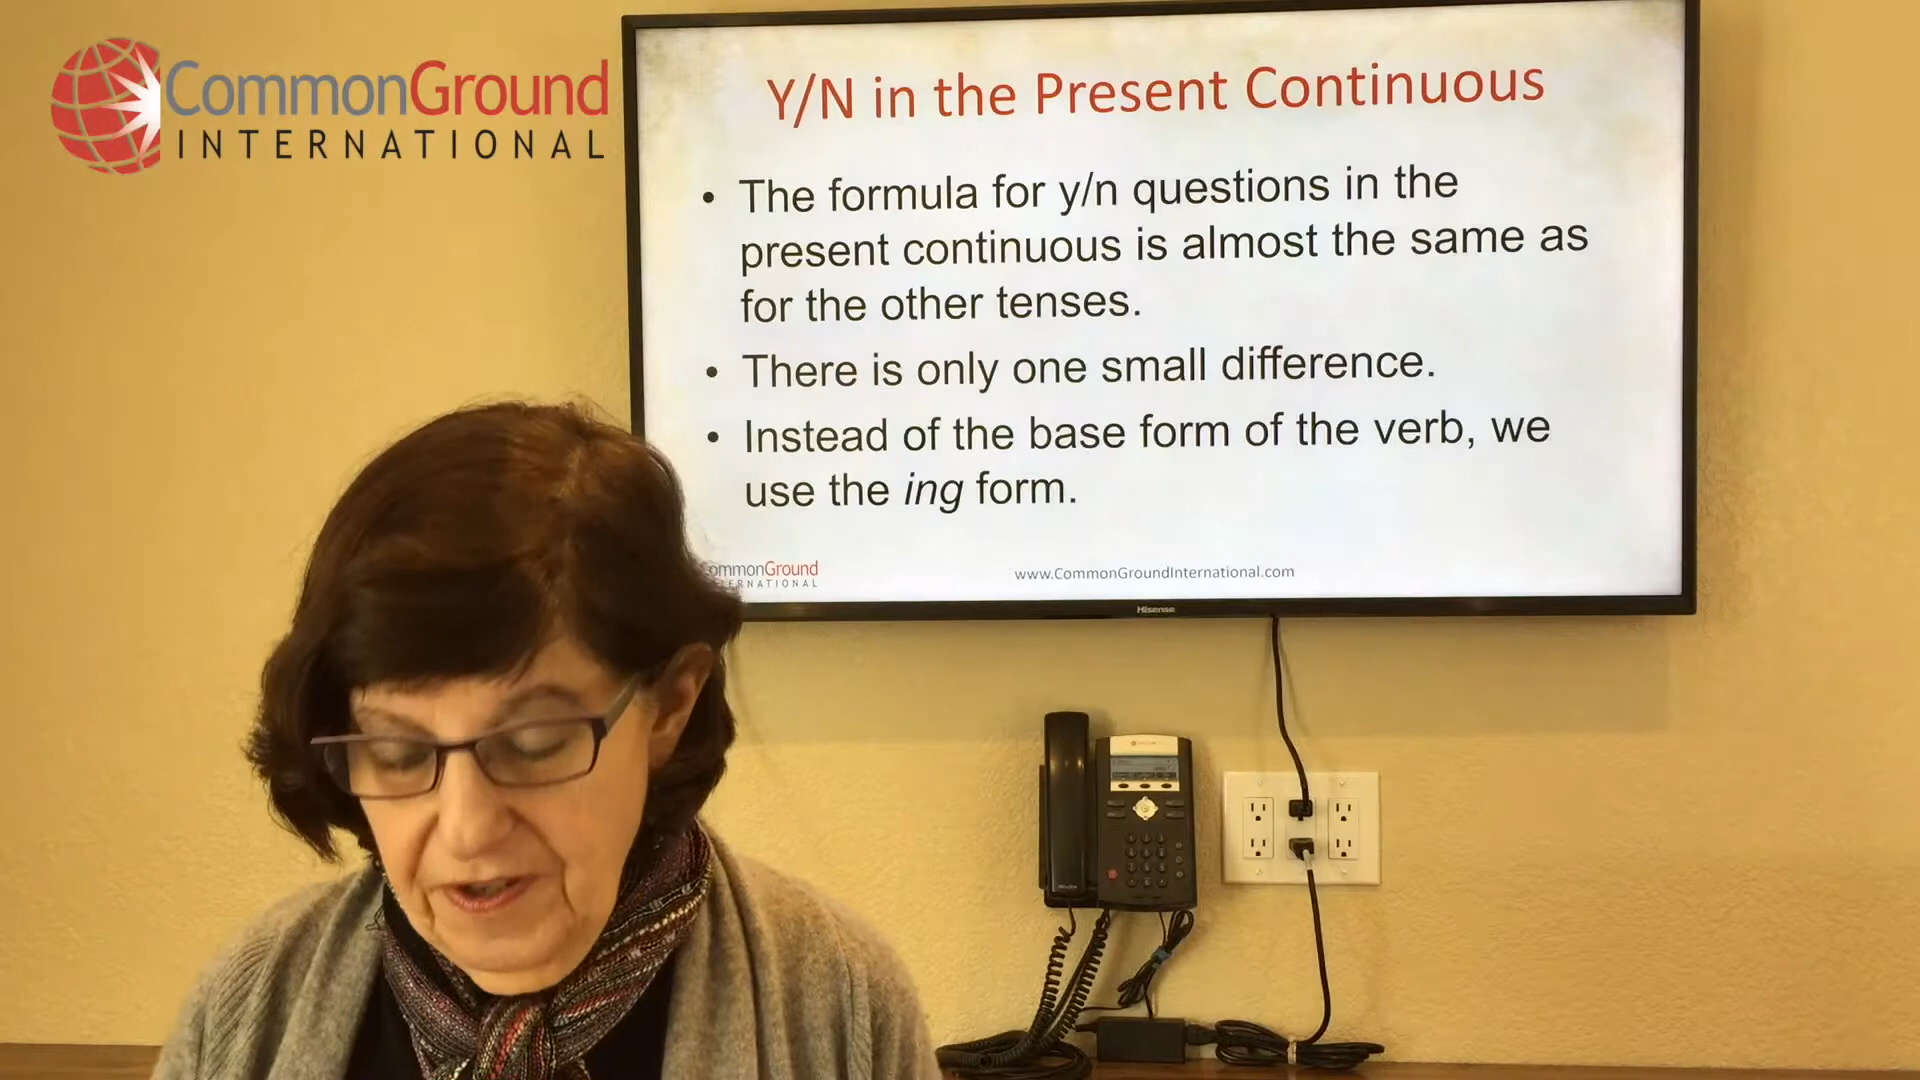 CommonGround
INTERNATIONAL
Y/N in the Present Continuous
• The formula for y/n questions in the
present continuous is almost the same as
for the other tenses.
• There is only one small difference.
• Instead of the base form of the verb, we
use the ing form.
ommonGround
ERNATIONAL
www.CommonGroundInternational.com
Hisense